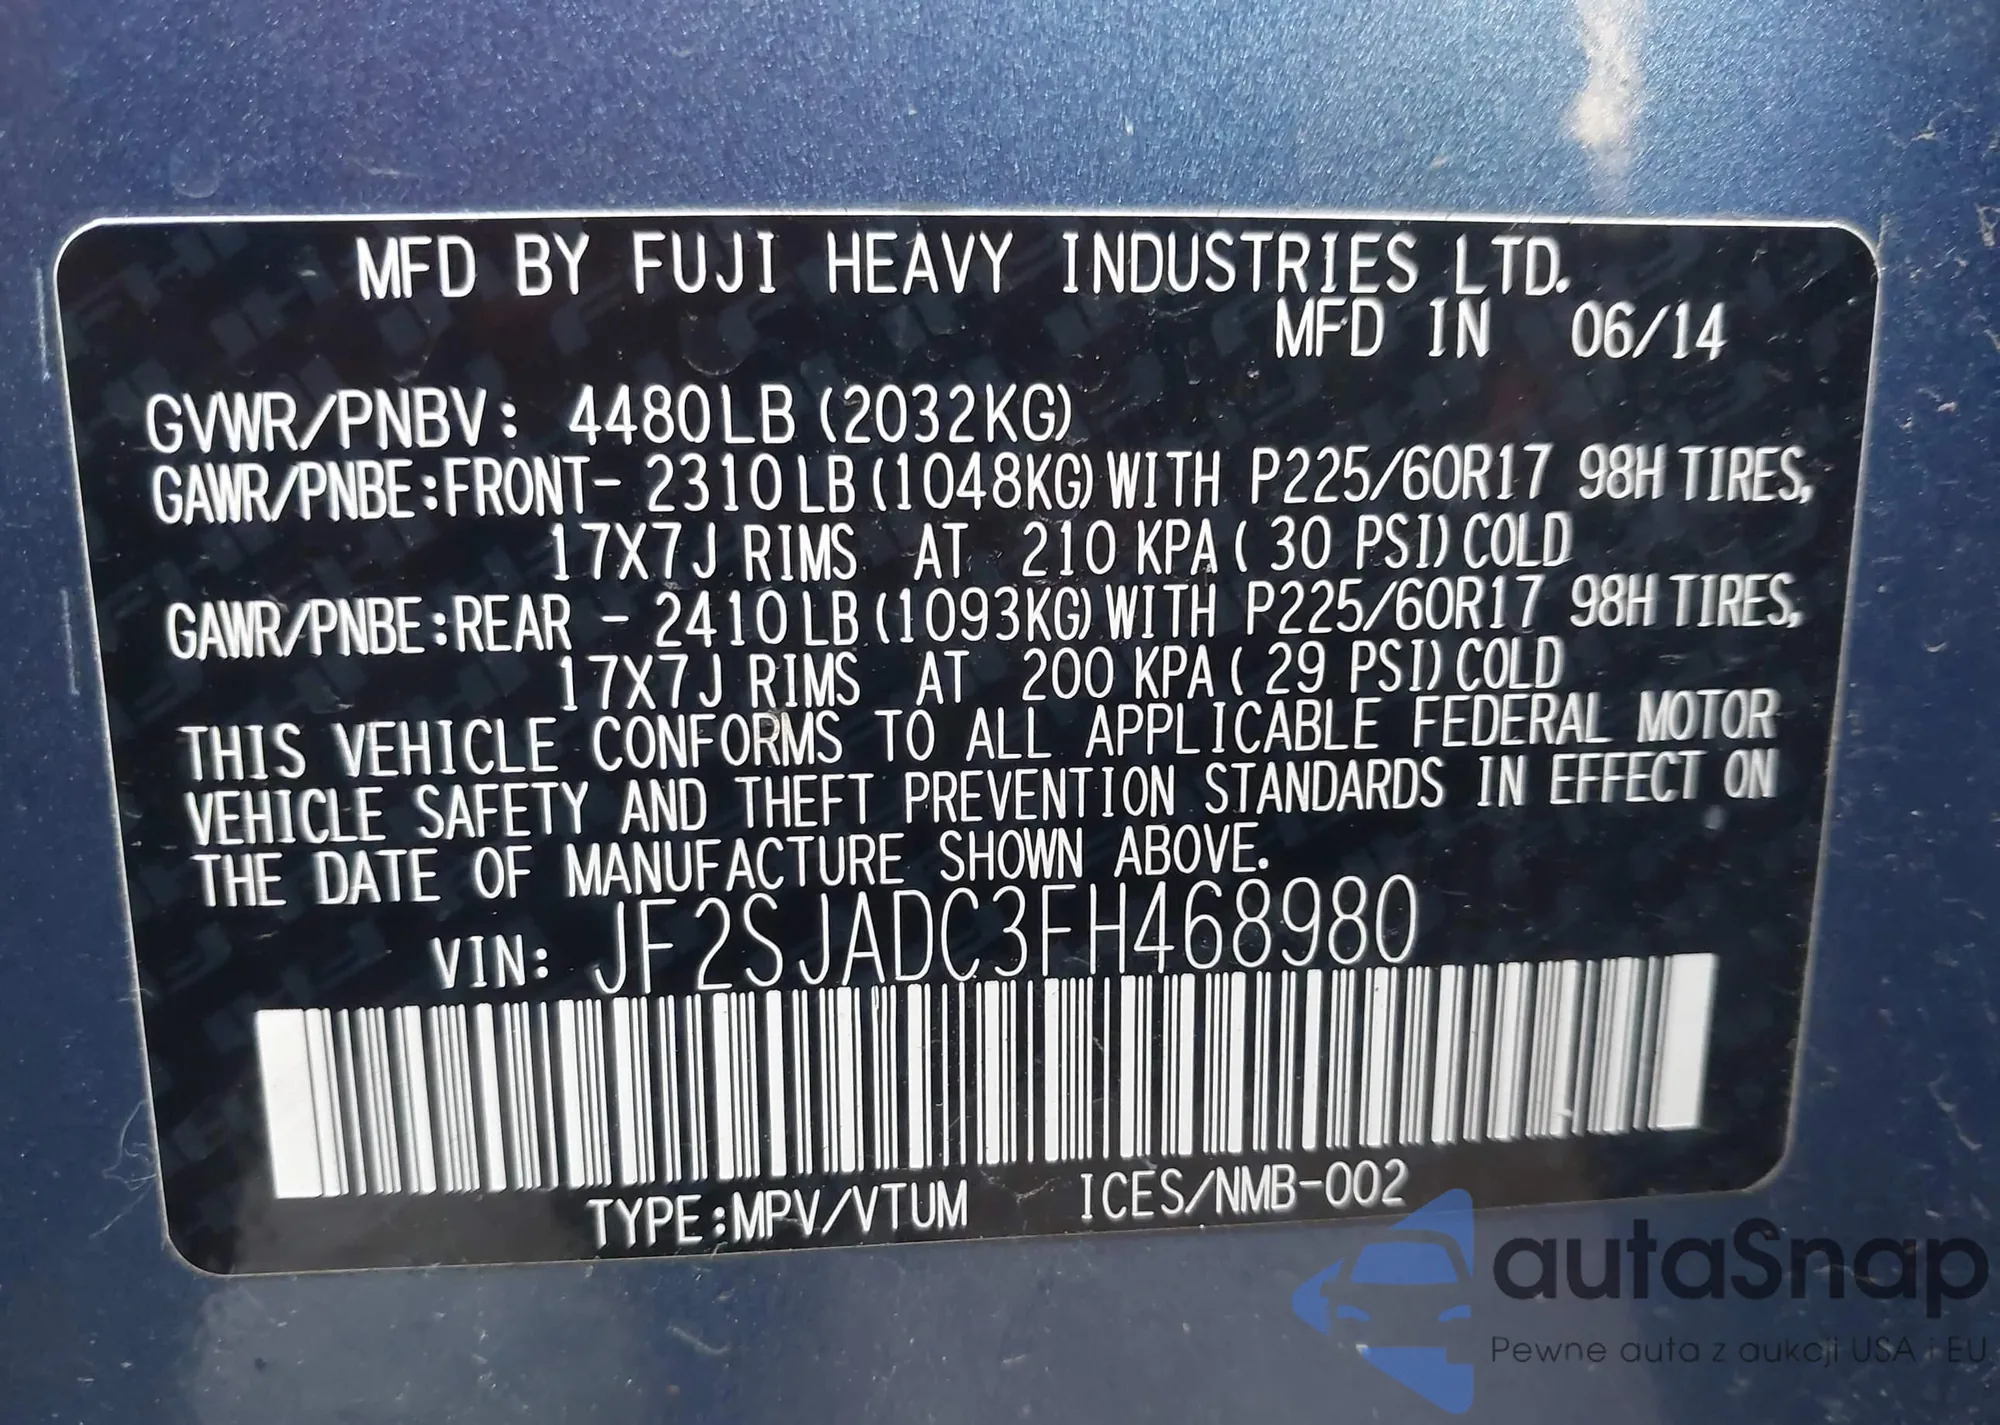 MFD BY FUJI HEAVY INDUSTRIES LTD.
MFD IN 06/14
GVWR/PNBV: 4480LB (2032KG)
GAWR/PNBE:FRONT- 2310LB (1048KG) WITH P225/60R17 98H TIRES,
17X7J RIMS AT 210 KPA ( 30 PSI) COLD
GAWR/PNBE:REAR - 2410LB (1093KG) WITH P225/60R17 98H TIRES,
17X7J RIMS AT 200 KPA ( 29 PSI) COLD
THIS VEHICLE CONFORMS TO ALL APPLICABLE FEDERAL MOTOR
VEHICLE SAFETY AND THEFT PREVENTION STANDARDS IN EFFECT ON
THE DATE OF MANUFACTURE SHOWN ABOVE.
VIN: JF2SJADC3FH468980
TYPE:MPV/VTUM ICES/NMB-002
autaSnap
Pewne auta z aukcji USA i EU